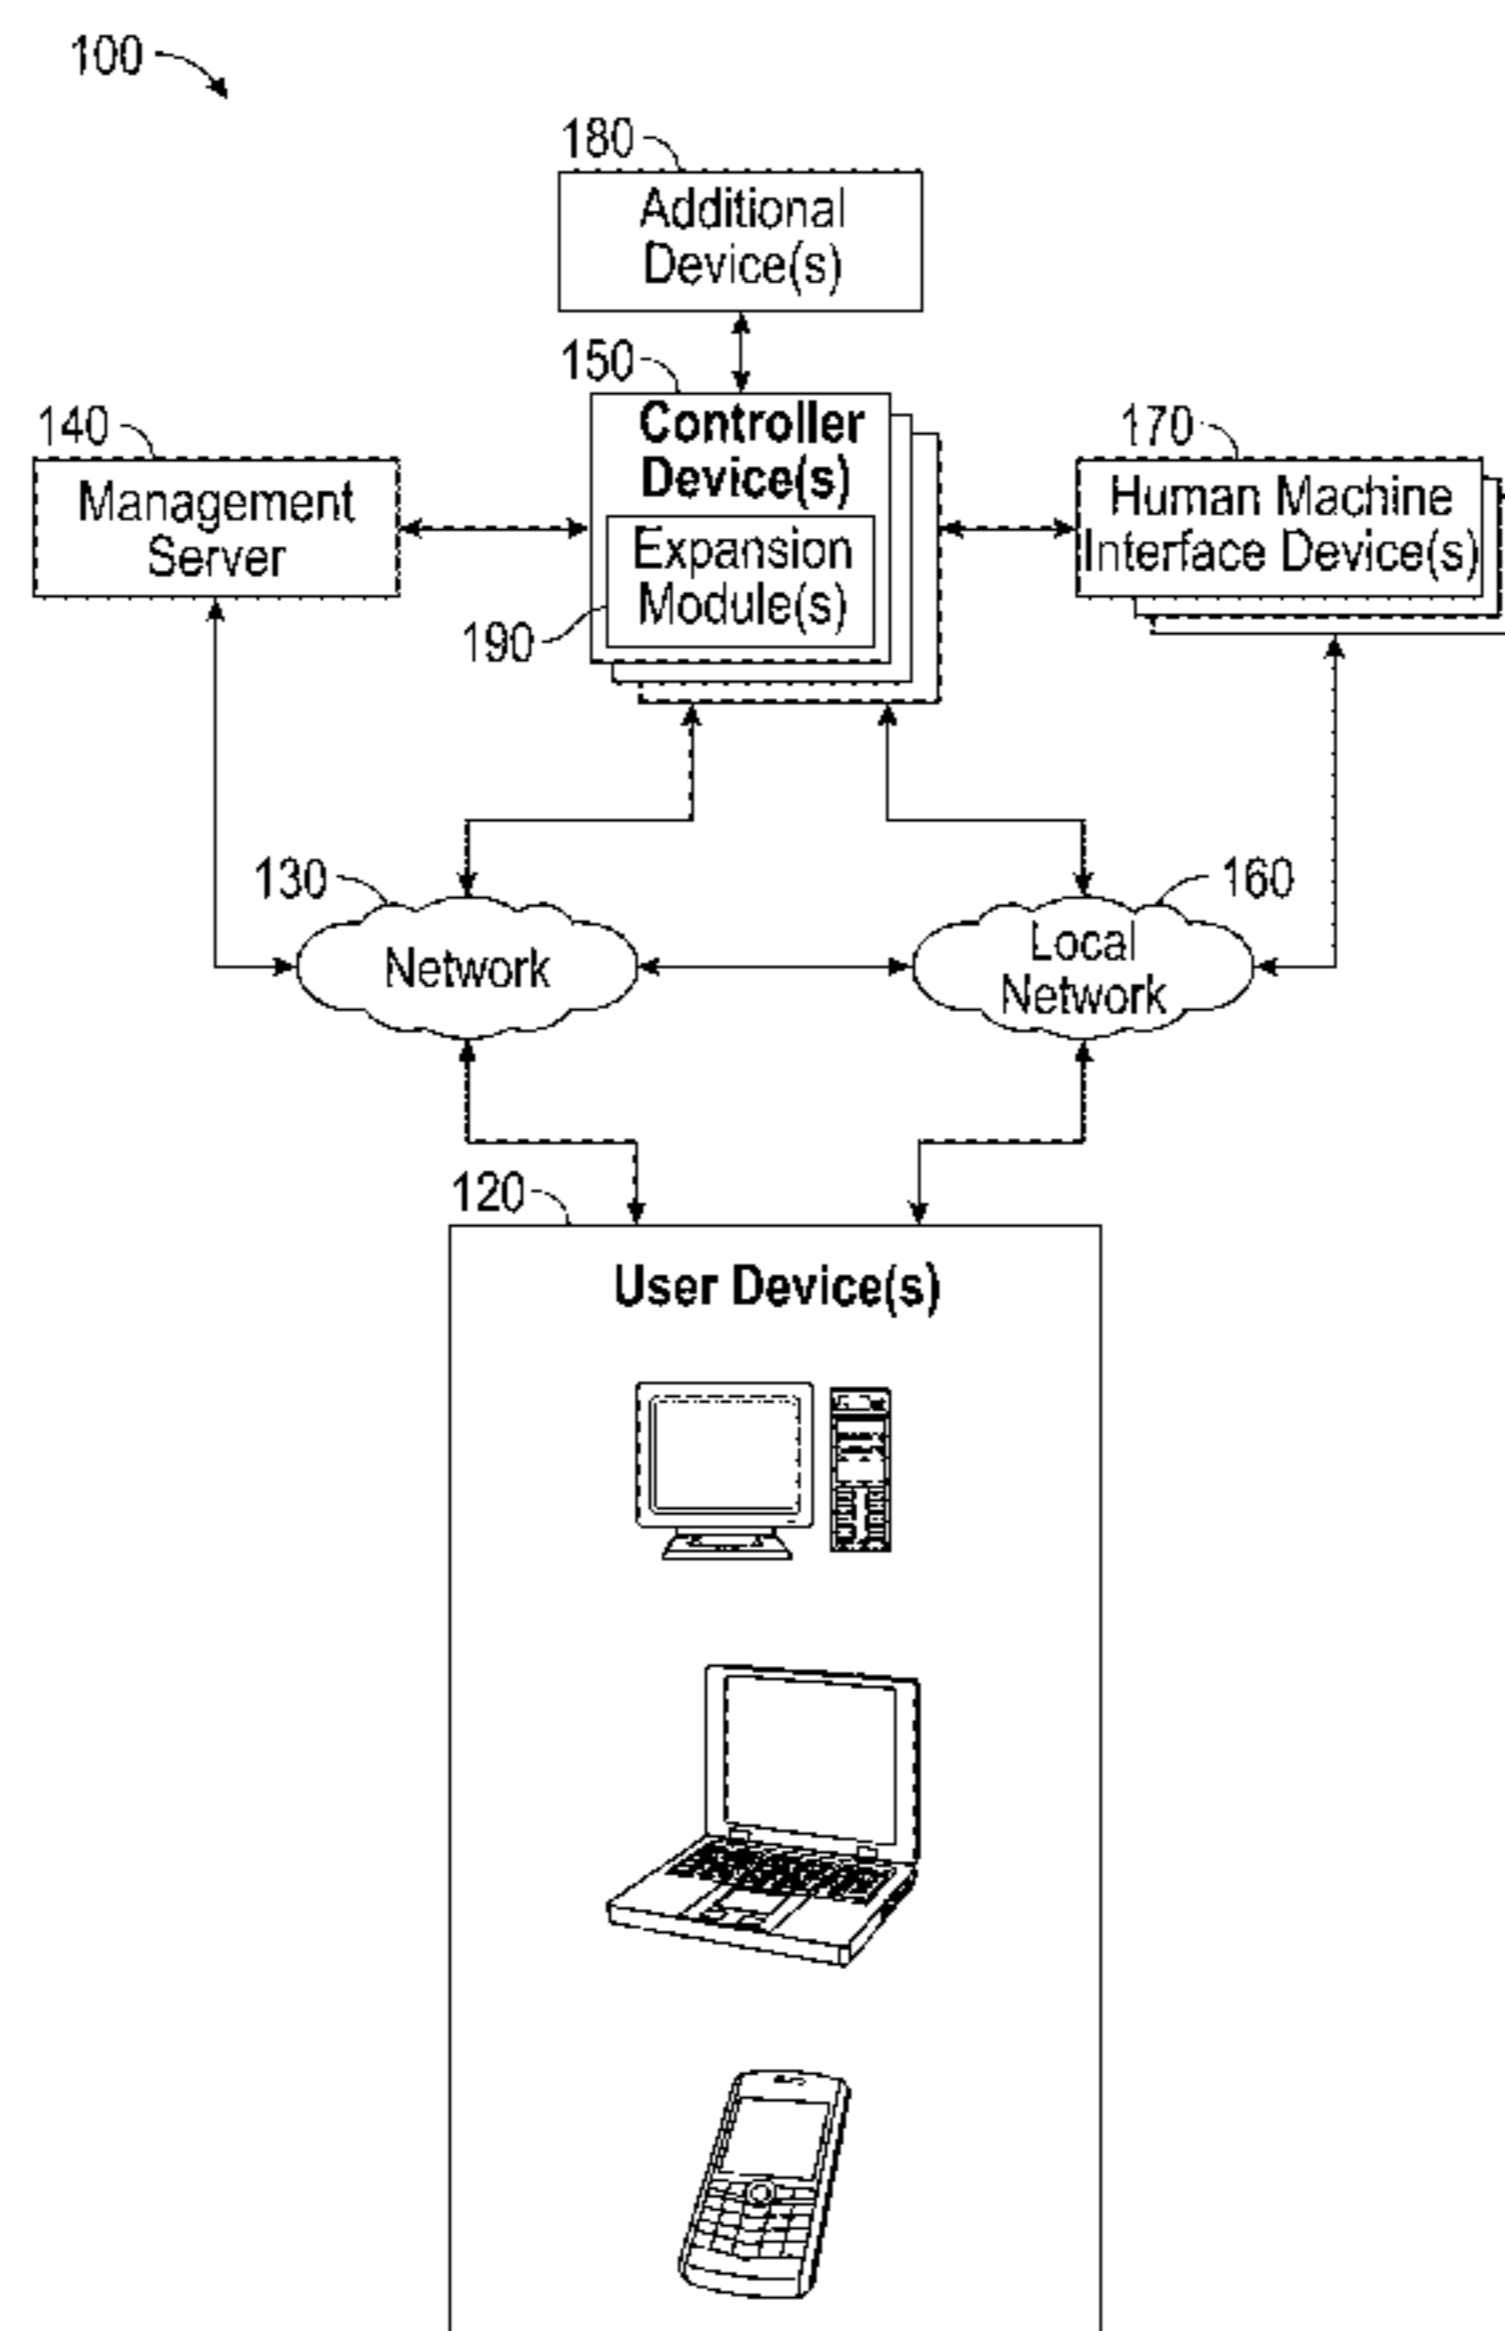 100
180
Additional
Device(s)
150
Controller
Device(s)
140
Management
Server
170
Human Machine
Interface Device(s)
Expansion
Module(s)
190
130
Network
160
Local
Network
120
User Device(s)